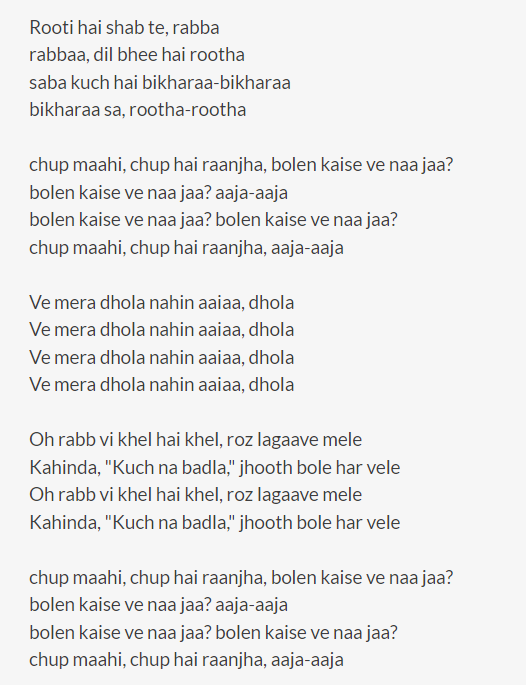 Rooti hai shab te, rabba
rabbaa, dil bhee hai rootha
saba kuch hai bikharaa-bikharaa
bikharaa sa, rootha-rootha

chup maahi, chup hai raanjha, bolen kaise ve naa jaa?
bolen kaise ve naa jaa? aaja-aaja
bolen kaise ve naa jaa? bolen kaise ve naa jaa?
chup maahi, chup hai raanjha, aaja-aaja

Ve mera dhola nahin aaiaa, dhola
Ve mera dhola nahin aaiaa, dhola
Ve mera dhola nahin aaiaa, dhola
Ve mera dhola nahin aaiaa, dhola

Oh rabb vi khel hai khel, roz lagaave mele
Kahinda, "Kuch na badla," jhooth bole har vele
Oh rabb vi khel hai khel, roz lagaave mele
Kahinda, "Kuch na badla," jhooth bole har vele

chup maahi, chup hai raanjha, bolen kaise ve naa jaa?
bolen kaise ve naa jaa? aaja-aaja
bolen kaise ve naa jaa? bolen kaise ve naa jaa?
chup maahi, chup hai raanjha, aaja-aaja